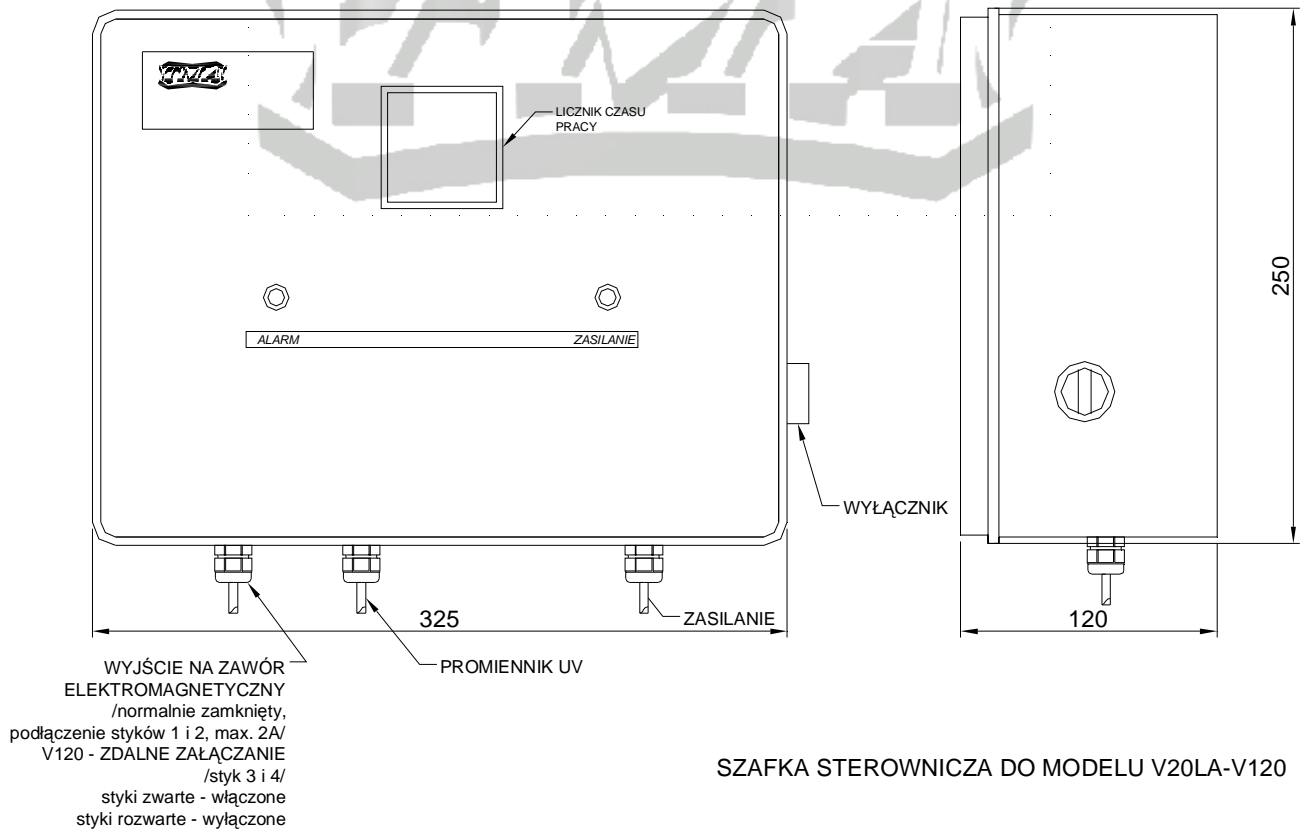 TMA
TMA
LICZNIK CZASU
PRACY
ALARM
ZASILANIE
250
WYŁĄCZNIK
ZASILANIE
325
120
PROMIENNIK UV
WYJŚCIE NA ZAWÓR
ELEKTROMAGNETYCZNY
/normalnie zamknięty,
podłączenie styków 1 i 2, max. 2A/
V120 - ZDALNE ZAŁĄCZANIE
/styk 3 i 4/
styki zwarte - włączone
styki rozwarte - wyłączone
SZAFKA STEROWNICZA DO MODELU V20LA-V120